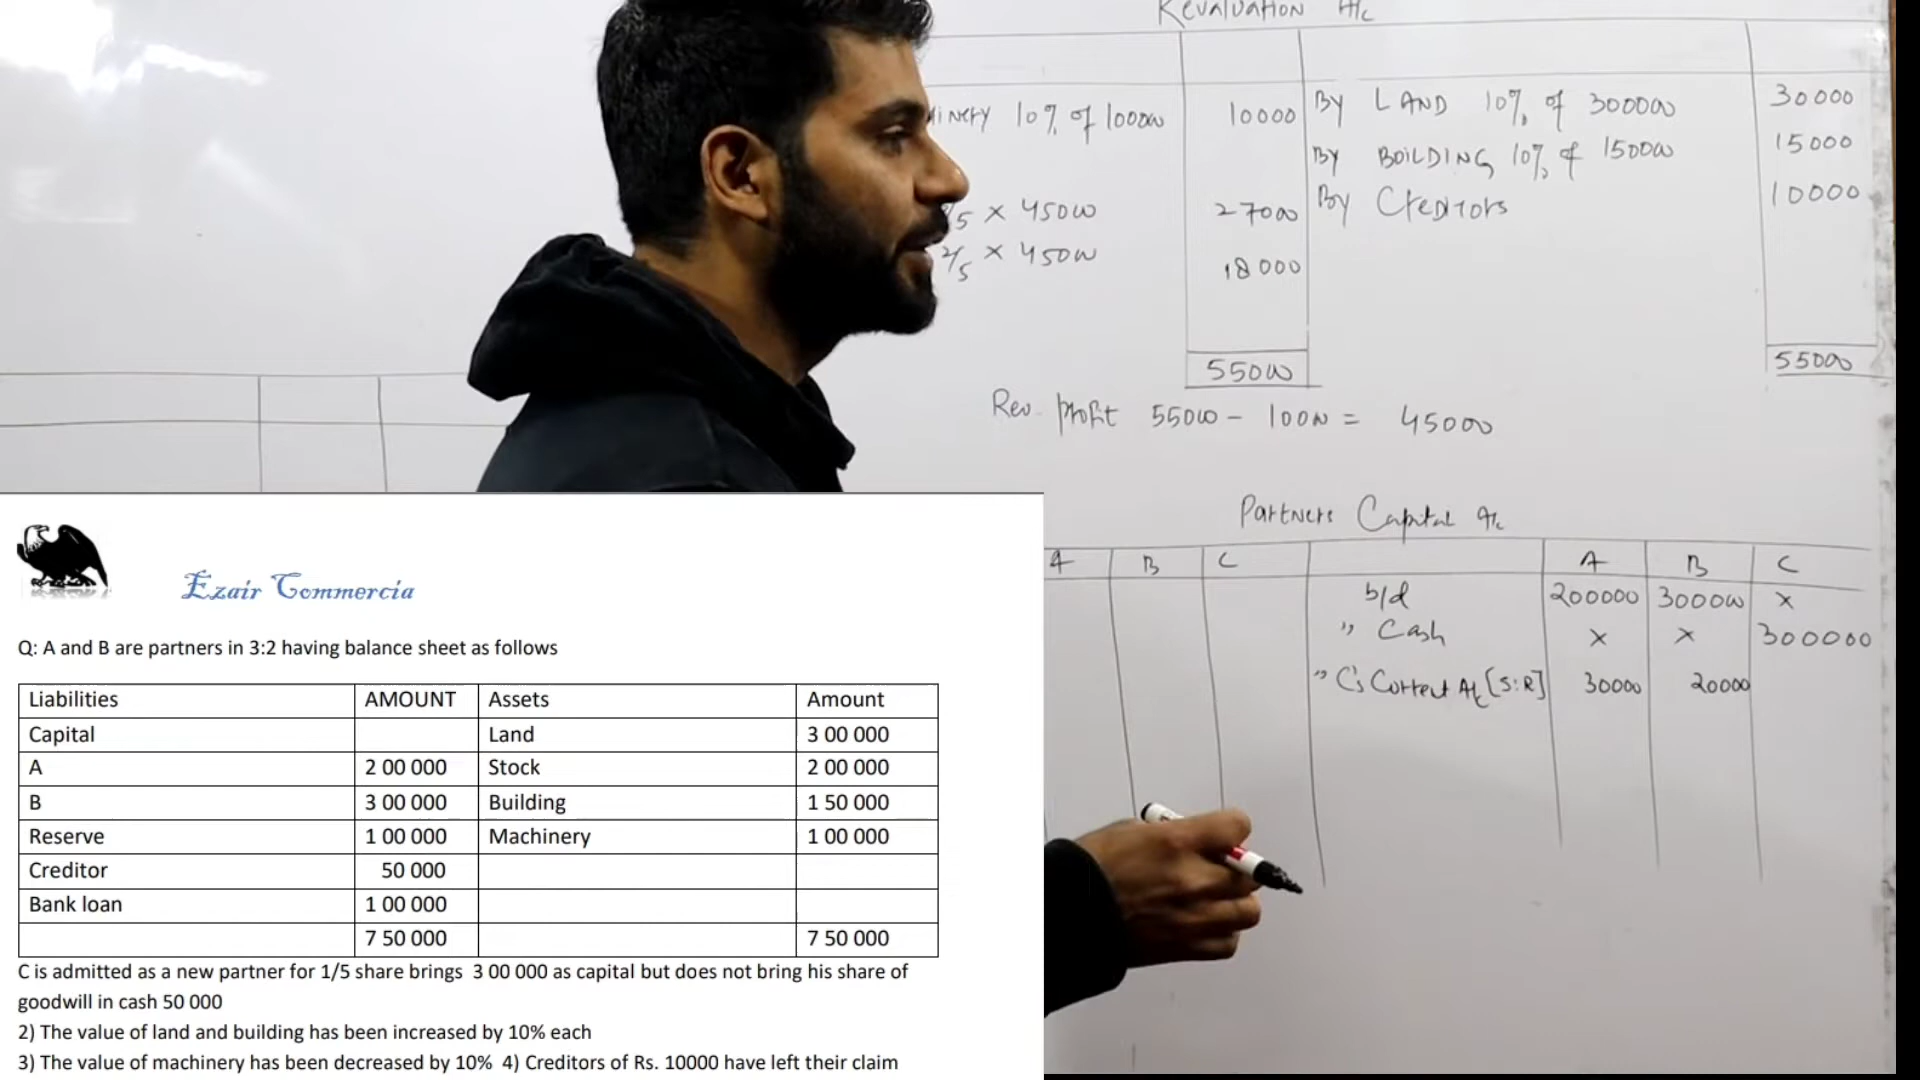 Revaluation A/c
inery 10% of 100000 10000 By LAND 10% of 300000 30000
By BUILDING 10% of 150000 15000
/5 × 45000 27000 By Creditors 10000
2/5 × 45000 18000
55000 55000
Rev. profit 55000 - 10000 = 45000
Partners Capital A/c
A B C A B C
b/d 200000 300000 x
" Cash x x 300000
" C's Current A/c [S:R] 30000 20000
Ezair Commercia
Q: A and B are partners in 3:2 having balance sheet as follows
Liabilities AMOUNT Assets Amount
Capital Land 3 00 000
A 2 00 000 Stock 2 00 000
B 3 00 000 Building 1 50 000
Reserve 1 00 000 Machinery 1 00 000
Creditor 50 000
Bank loan 1 00 000
7 50 000 7 50 000
C is admitted as a new partner for 1/5 share brings 3 00 000 as capital but does not bring his share of
goodwill in cash 50 000
2) The value of land and building has been increased by 10% each
3) The value of machinery has been decreased by 10% 4) Creditors of Rs. 10000 have left their claim